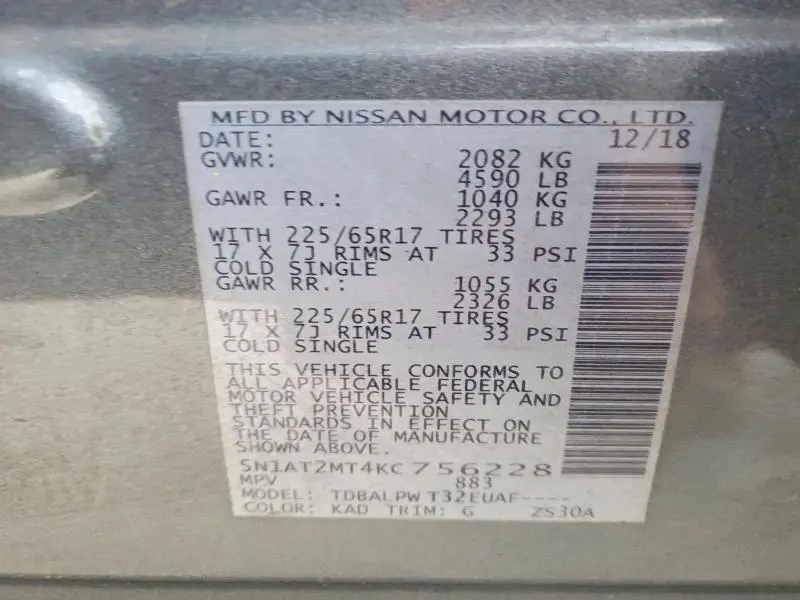 MFD BY NISSAN MOTOR CO., LTD.
DATE: 12/18
GVWR: 2082 KG
4590 LB
GAWR FR.: 1040 KG
2293 LB
WITH 225/65R17 TIRES
17 X 7J RIMS AT 33 PSI
COLD SINGLE
GAWR RR.: 1055 KG
2326 LB
WITH 225/65R17 TIRES
17 X 7J RIMS AT 33 PSI
COLD SINGLE
THIS VEHICLE CONFORMS TO
ALL APPLICABLE FEDERAL
MOTOR VEHICLE SAFETY AND
THEFT PREVENTION
STANDARDS IN EFFECT ON
THE DATE OF MANUFACTURE
SHOWN ABOVE.
5N1AT2MT4KC756228
MPV 883
MODEL: TDBALPW T32EUAF----
COLOR: KAD TRIM: G ZS30A